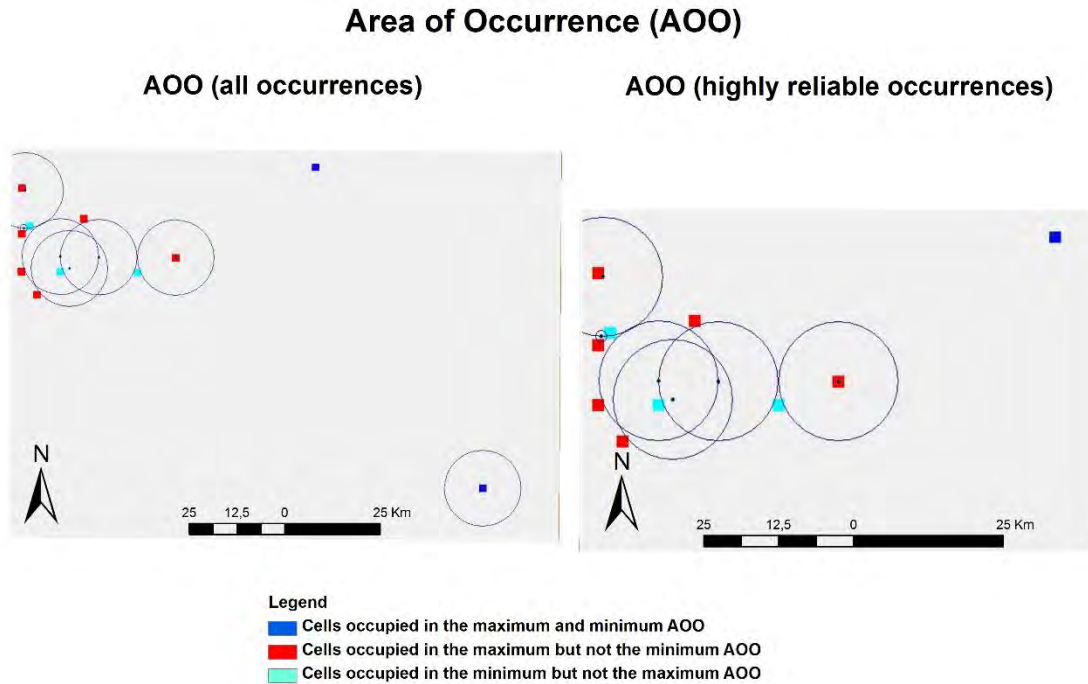 Area of Occurrence (AOO)
AOO (all occurrences)
AOO (highly reliable occurrences)
N
25 12,5 0 25 Km
N
25 12,5 0 25 Km
Legend
Cells occupied in the maximum and minimum AOO
Cells occupied in the maximum but not the minimum AOO
Cells occupied in the minimum but not the maximum AOO